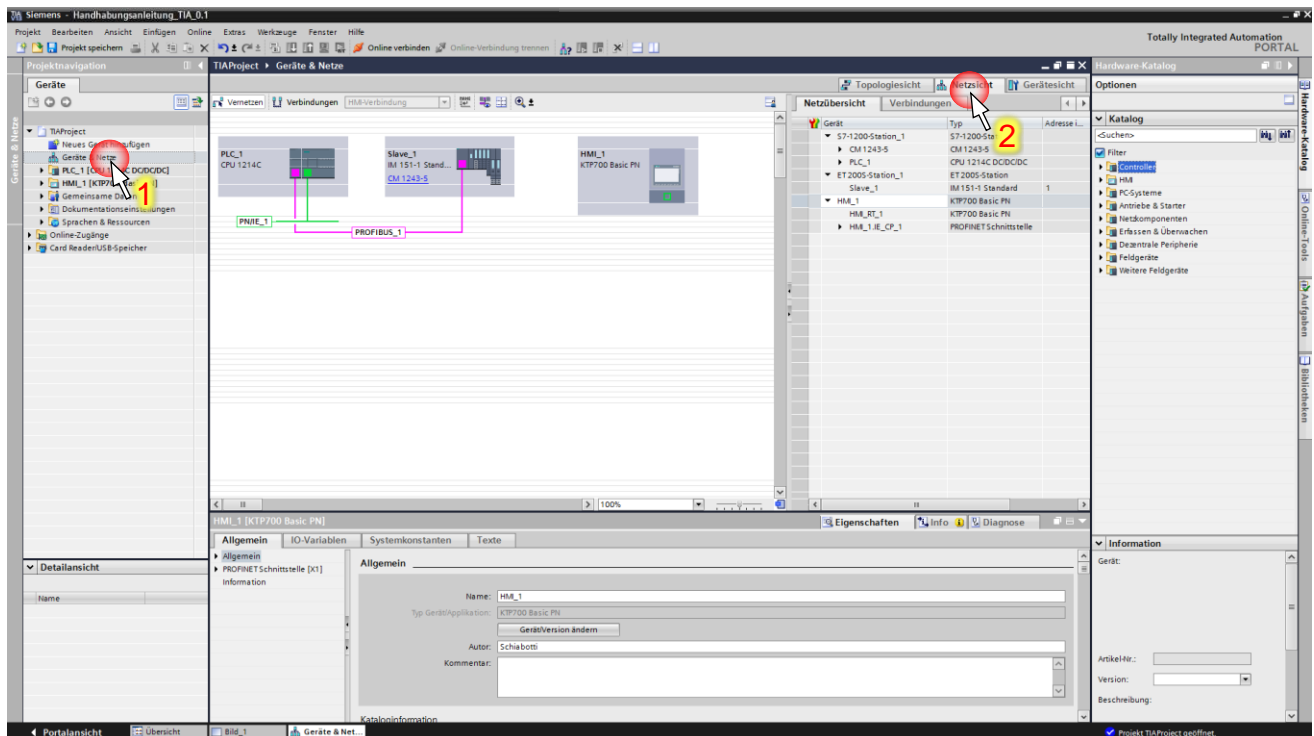 Siemens - Handhabungsanleitung_TIA_0.1
Projekt Bearbeiten Ansicht Einfügen Online Extras Werkzeuge Fenster Hilfe
Totally Integrated Automation
PORTAL
Projekt speichern Online verbinden Online-Verbindung trennen
Projektnavigation
TIAProject Geräte & Netze
Hardware-Katalog
Geräte
Topologiesicht Netzsicht Gerätesicht
Optionen
Vernetzen Verbindungen HMI-Verbindung
Netzübersicht Verbindungen
Geräte & Netze
TIAProject
Neues Gerät hinzufügen
Geräte & Netze
PLC_1 [CPU 1214C DC/DC/DC]
HMI_1 [KTP700 Basic PN]
Gemeinsame Daten
Dokumentationseinstellungen
Sprachen & Ressourcen
Online-Zugänge
Card Reader/USB-Speicher
1
PLC_1
CPU 1214C
Slave_1
IM 151-1 Stand...
CM 1243-5
HMI_1
KTP700 Basic PN
PN/IE_1
PROFIBUS_1
2
Gerät Typ Adresse i...
S7-1200-Station_1 S7-1200-Sta
CM 1243-5 CM 1243-5
PLC_1 CPU 1214C DC/DC/DC
ET 200S-Station_1 ET 200S-Station
Slave_1 IM 151-1 Standard 1
HMI_1 KTP700 Basic PN
HMI_RT_1 KTP700 Basic PN
HMI_1.IE_CP_1 PROFINET Schnittstelle
Katalog
<Suchen>
Filter
Controller
HMI
PC-Systeme
Antriebe & Starter
Netzkomponenten
Erfassen & Überwachen
Dezentrale Peripherie
Feldgeräte
Weitere Feldgeräte
Hardware-Katalog
Online-Tools
Aufgaben
Bibliotheken
100%
HMI_1 [KTP700 Basic PN]
Eigenschaften Info Diagnose
Allgemein IO-Variablen Systemkonstanten Texte
Allgemein
PROFINET Schnittstelle [X1]
Information
Allgemein
Name: HMI_1
Typ Gerät/Applikation: KTP700 Basic PN
Gerät/Version ändern
Autor: Schiabotti
Kommentar:
Kataloginformation
Detailansicht
Name
Information
Gerät:
Artikel-Nr.:
Version:
Beschreibung:
Portalansicht Übersicht Bild_1 Geräte & Net...
Projekt TIAProject geöffnet.